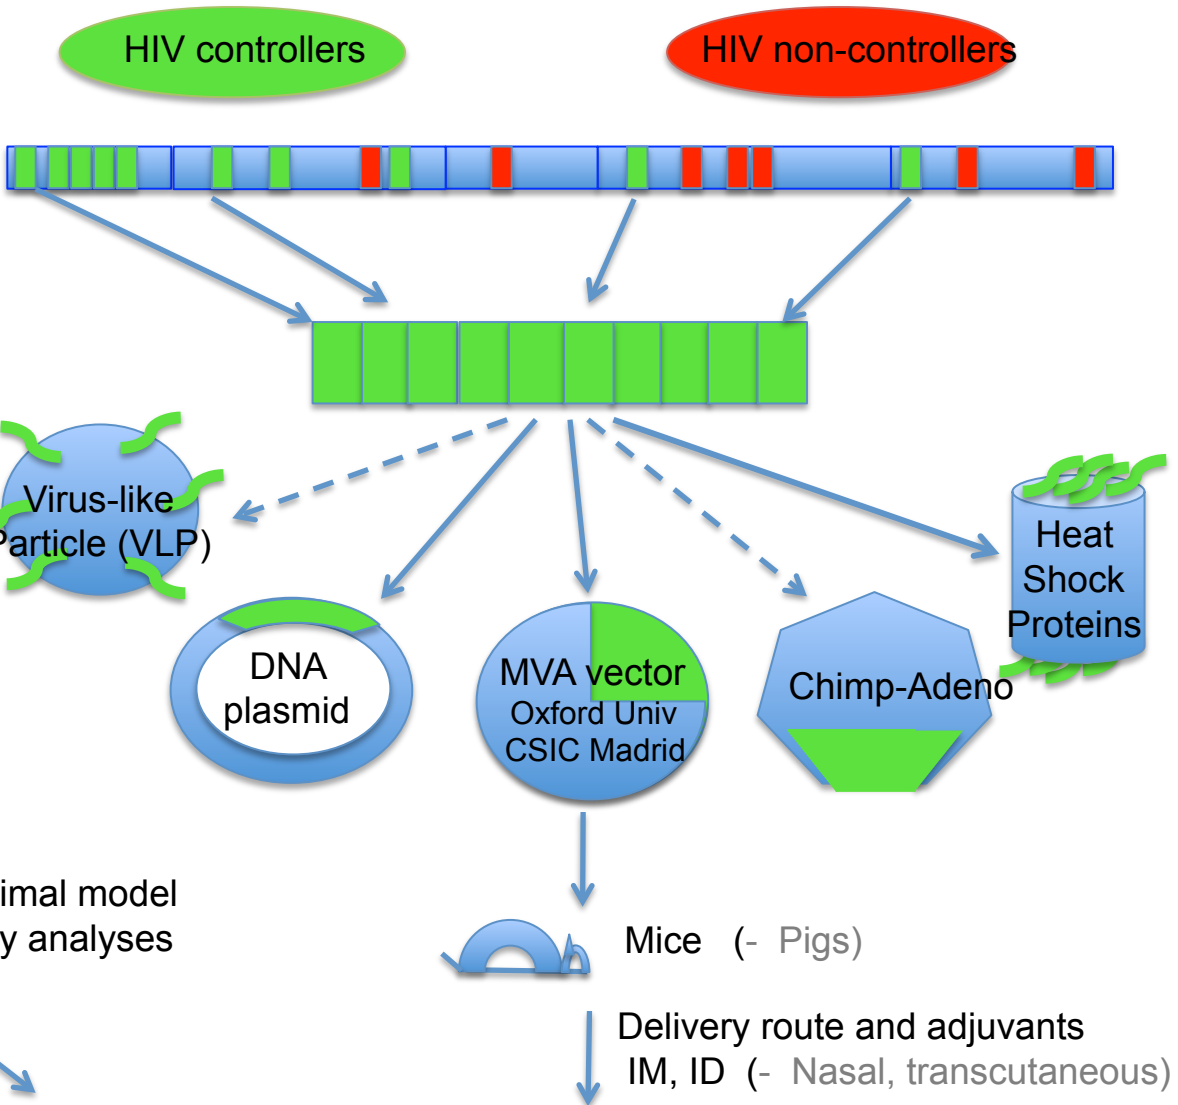 HIV controllers
HIV non-controllers
Virus-like
Particle (VLP)
Heat
Shock
Proteins
DNA
plasmid
MVA vector
Oxford Univ
CSIC Madrid
Chimp-Adeno
imal model
y analyses
Mice (- Pigs)
Delivery route and adjuvants
IM, ID (- Nasal, transcutaneous)